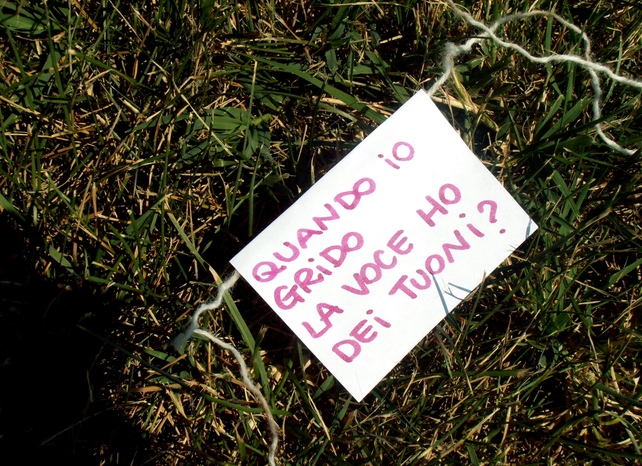 QUANDO iO
GRiDO
LA VOCE HO
DEi TUONi?